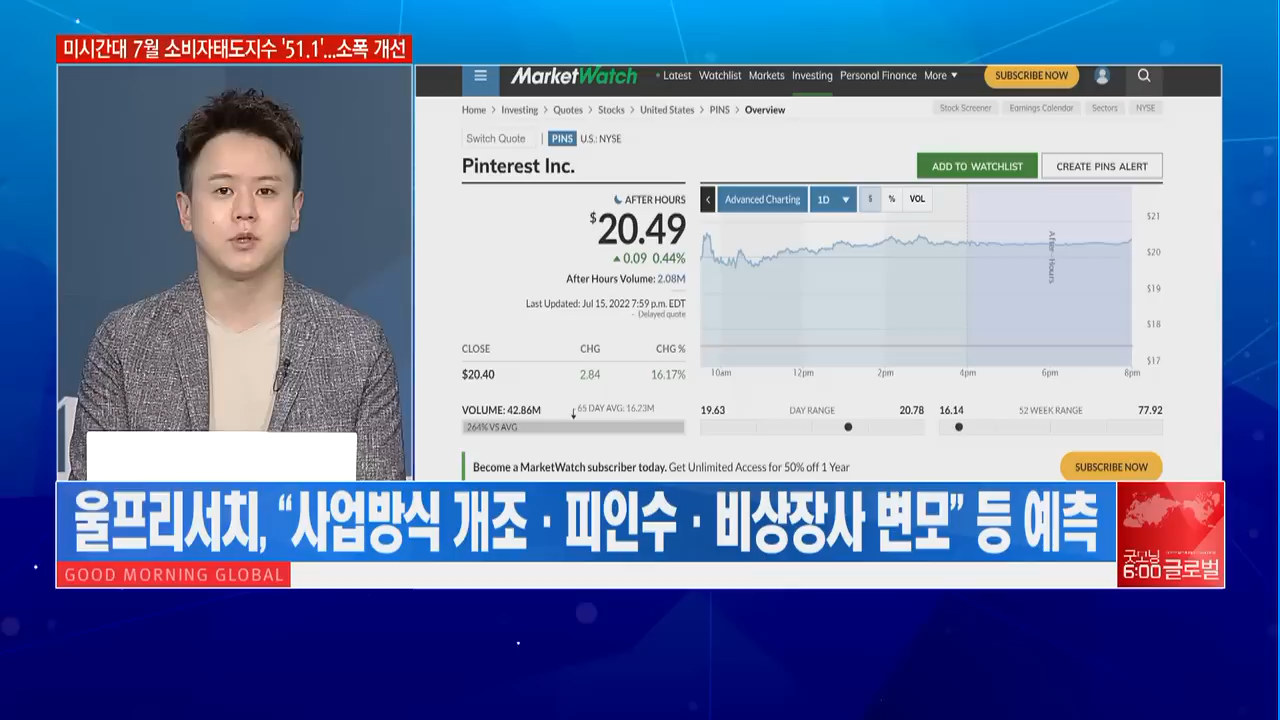 미시간대 7월 소비자태도지수 '51.1'...소폭 개선
MarketWatch
Latest Watchlist Markets Investing Personal Finance More SUBSCRIBE NOW
Home > Investing > Quotes > Stocks > United States > PINS > Overview
Stock Screener Earnings Calendar Sectors NYSE
Switch Quote | PINS U.S.: NYSE
Pinterest Inc.
ADD TO WATCHLIST CREATE PINS ALERT
AFTER HOURS
$20.49
0.09 0.44%
After Hours Volume: 2.08M
Last Updated: Jul 15, 2022 7:59 p.m. EDT
Delayed quote
CLOSE CHG CHG %
$20.40 2.84 16.17%
VOLUME: 42.86M 65 DAY AVG: 16.23M
264% VS AVG
Advanced Charting 1D $ % VOL
After-Hours
$21
$20
$19
$18
$17
10am 12pm 2pm 4pm 6pm 8pm
19.63 DAY RANGE 20.78
16.14 52 WEEK RANGE 77.92
Become a MarketWatch subscriber today. Get Unlimited Access for 50% off 1 Year
SUBSCRIBE NOW
울프리서치, “사업방식 개조·피인수·비상장사 변모” 등 예측
GOOD MORNING GLOBAL
굿모닝
6:00 글로벌